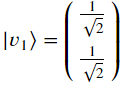 |v₁⟩ = ( 1/√2
1/√2 )